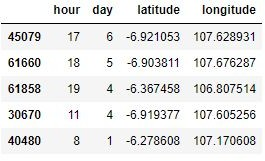 hour day latitude longitude
45079 17 6 -6.921053 107.628931
61660 18 5 -6.903811 107.676287
61858 19 4 -6.367458 106.807514
30670 11 4 -6.919377 107.605256
40480 8 1 -6.278608 107.170608